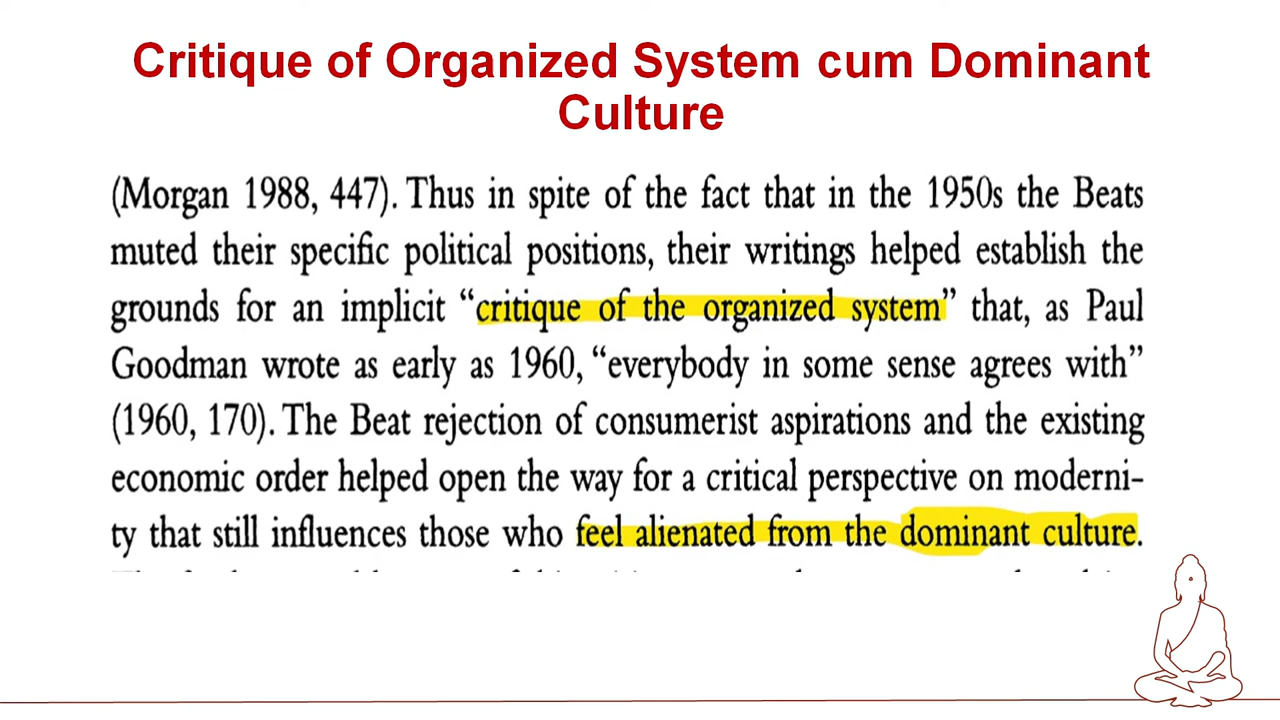 Critique of Organized System cum Dominant
Culture
(Morgan 1988, 447). Thus in spite of the fact that in the 1950s the Beats
muted their specific political positions, their writings helped establish the
grounds for an implicit “critique of the organized system” that, as Paul
Goodman wrote as early as 1960, “everybody in some sense agrees with”
(1960, 170). The Beat rejection of consumerist aspirations and the existing
economic order helped open the way for a critical perspective on moderni-
ty that still influences those who feel alienated from the dominant culture.